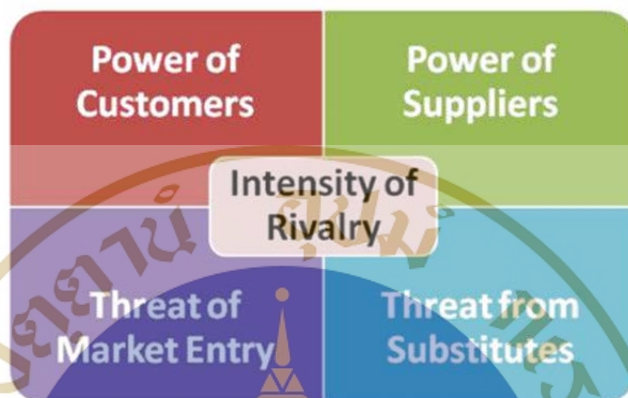 Power of
Customers
Power of
Suppliers
Intensity of
Rivalry
Threat of
Market Entry
Threat from
Substitutes